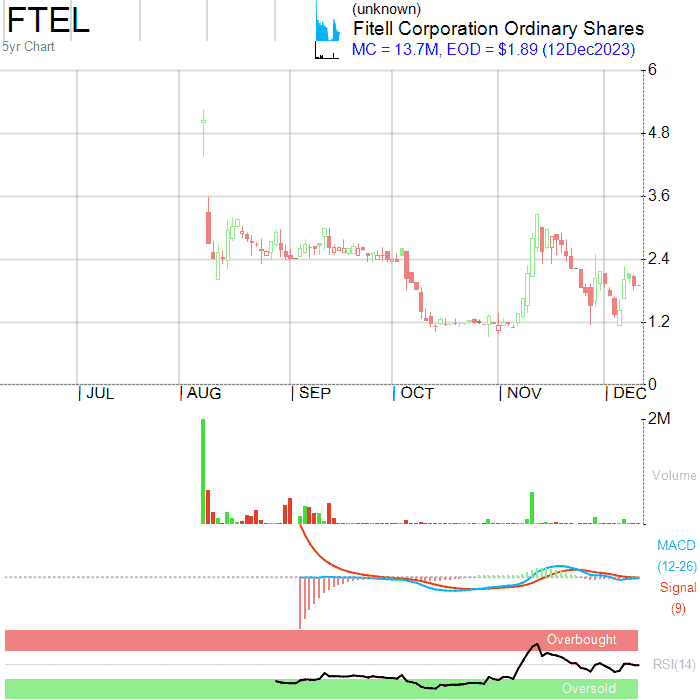 FTEL
(unknown)
Fitell Corporation Ordinary Shares
5yr Chart
MC = 13.7M, EOD = $1.89 (12Dec2023)
6
4.8
3.6
2.4
1.2
0
JUL AUG SEP OCT NOV DEC
2M
Volume
MACD
(12-26)
Signal
(9)
Overbought
RSI(14)
Oversold